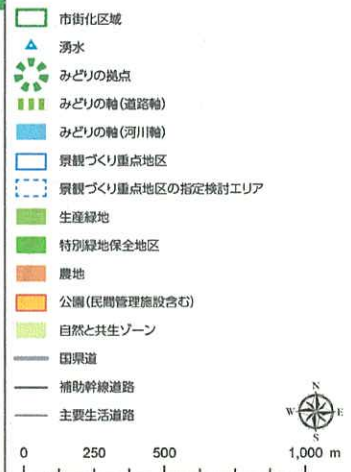 市街化区域
湧水
みどりの拠点
みどりの軸(道路軸)
みどりの軸(河川軸)
景観づくり重点地区
景観づくり重点地区の指定検討エリア
生産緑地
特別緑地保全地区
農地
公園(民間管理施設含む)
自然と共生ゾーン
国県道
補助幹線道路
主要生活道路
N
W E
S
0 250 500 1,000 m